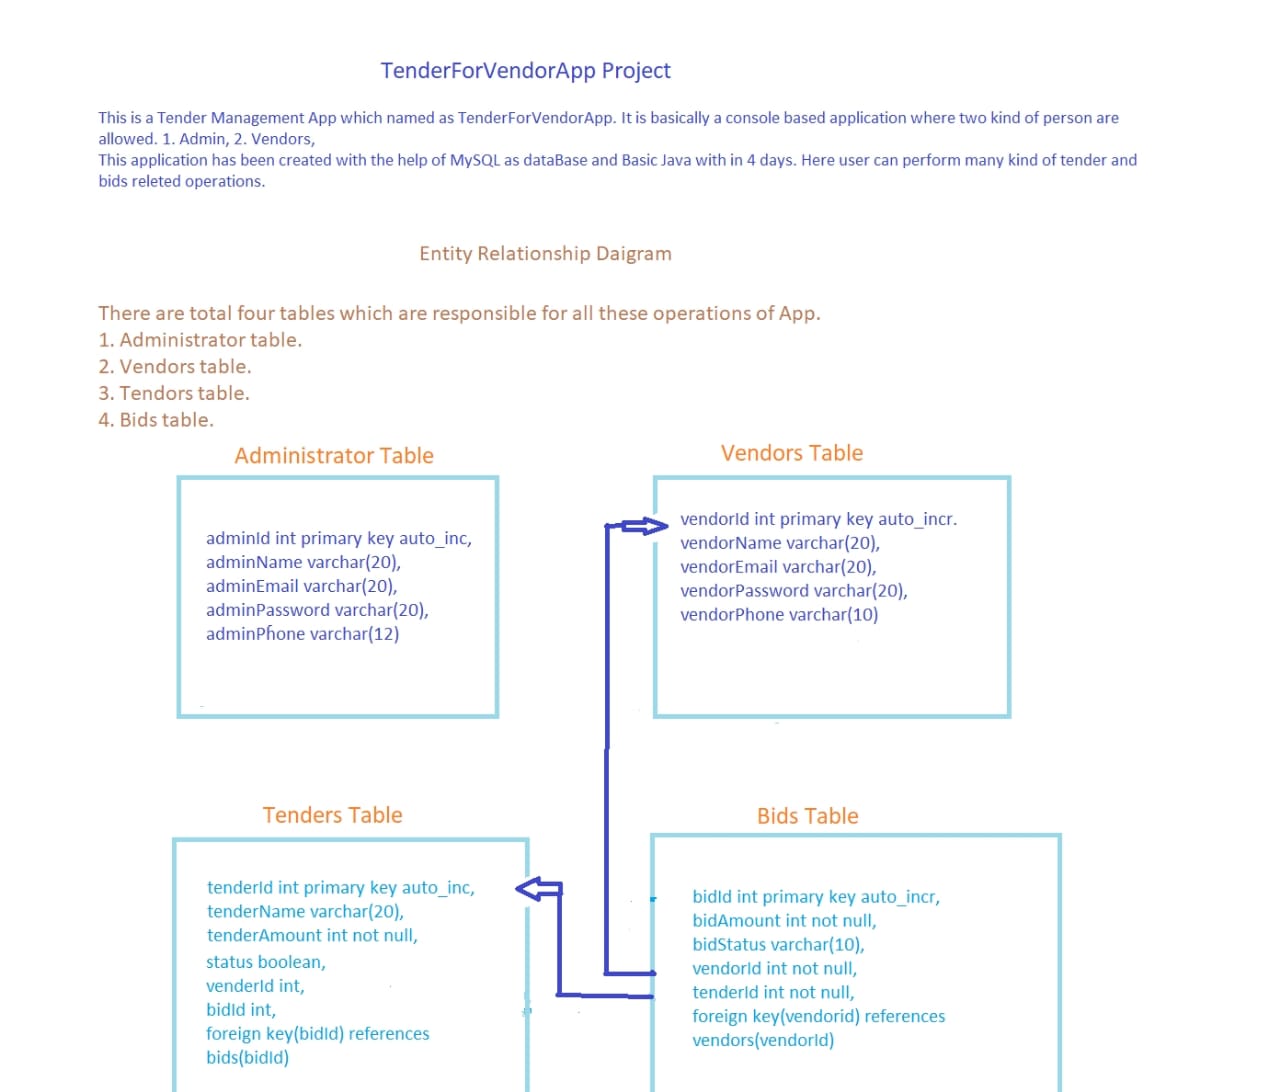 TenderForVendorApp Project
This is a Tender Management App which named as TenderForVendorApp. It is basically a console based application where two kind of person are
allowed. 1. Admin, 2. Vendors,
This application has been created with the help of MySQL as dataBase and Basic Java with in 4 days. Here user can perform many kind of tender and
bids releted operations.
Entity Relationship Daigram
There are total four tables which are responsible for all these operations of App.
1. Administrator table.
2. Vendors table.
3. Tendors table.
4. Bids table.
Administrator Table
adminId int primary key auto_inc,
adminName varchar(20),
adminEmail varchar(20),
adminPassword varchar(20),
adminPhone varchar(12)
Vendors Table
vendorId int primary key auto_incr.
vendorName varchar(20),
vendorEmail varchar(20),
vendorPassword varchar(20),
vendorPhone varchar(10)
Tenders Table
tenderId int primary key auto_inc,
tenderName varchar(20),
tenderAmount int not null,
status boolean,
venderId int,
bidId int,
foreign key(bidId) references
bids(bidId)
Bids Table
bidId int primary key auto_incr,
bidAmount int not null,
bidStatus varchar(10),
vendorId int not null,
tenderId int not null,
foreign key(vendorid) references
vendors(vendorId)